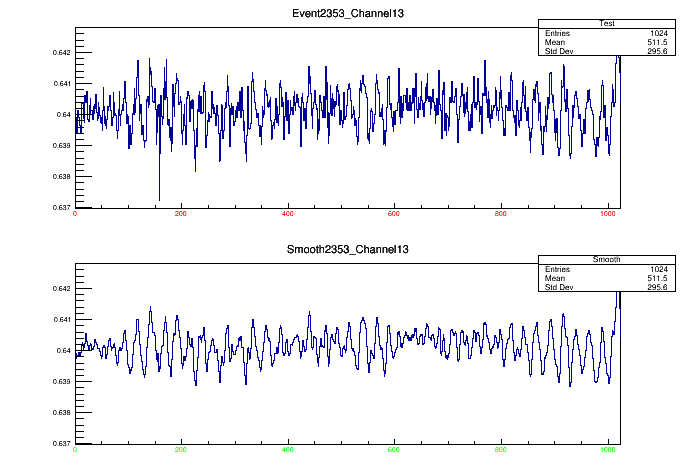 Event2353_Channel13
Test
Entries 1024
Mean 511.5
Std Dev 295.6
0.642
0.641
0.64
0.639
0.638
0.637
0 200 400 600 800 1000
Smooth2353_Channel13
Smooth
Entries 1024
Mean 511.5
Std Dev 295.6
0.642
0.641
0.64
0.639
0.638
0.637
0 200 400 600 800 1000